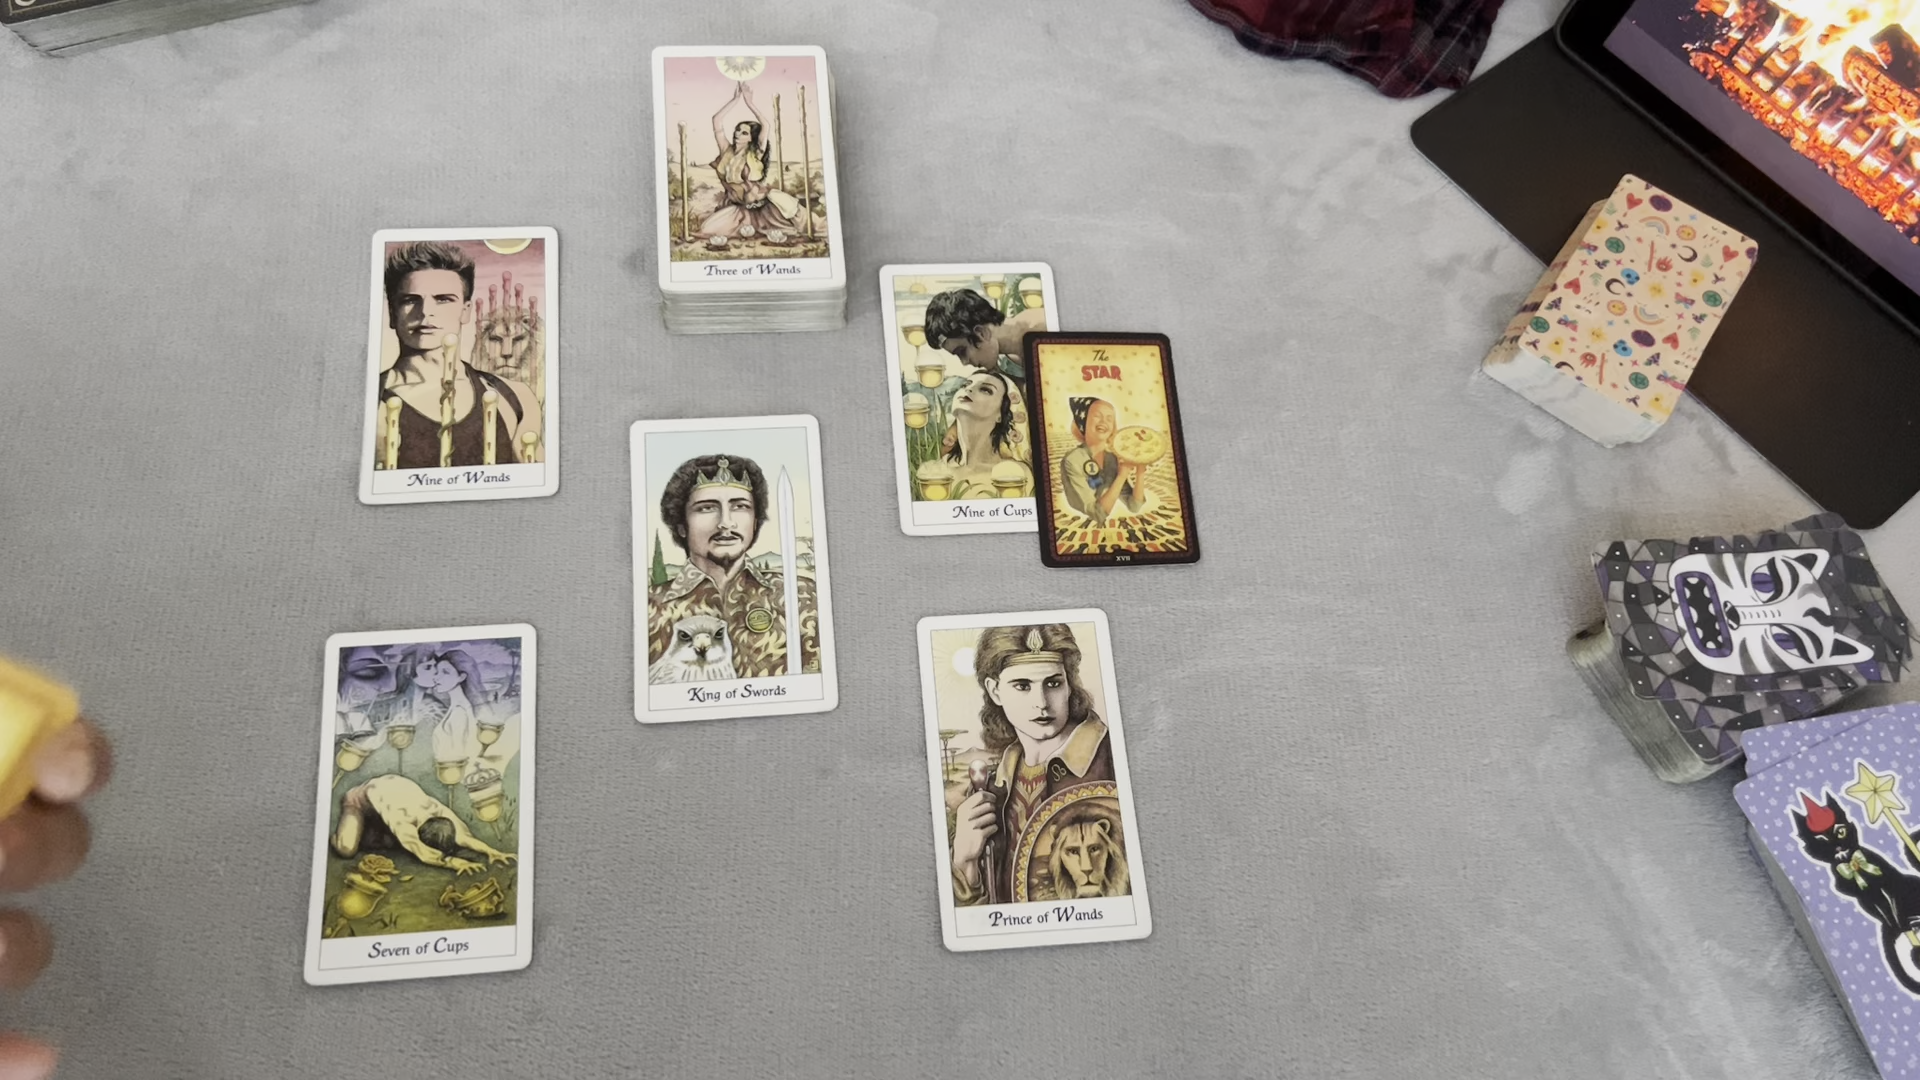 Three of Wands
Nine of Wands
Nine of Cups
The
STAR
XVII
King of Swords
Prince of Wands
Seven of Cups